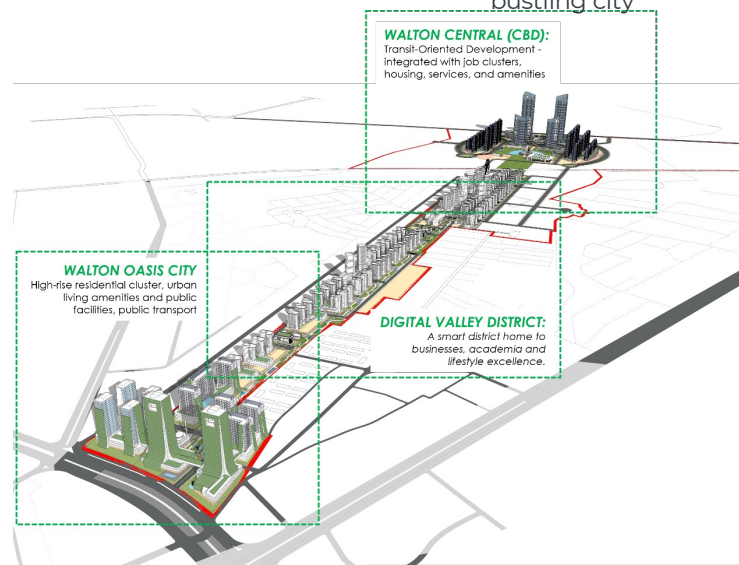 bustling city
WALTON CENTRAL (CBD):
Transit-Oriented Development -
integrated with job clusters,
housing, services, and amenities
WALTON OASIS CITY
High-rise residential cluster, urban
living amenities and public
facilities, public transport
DIGITAL VALLEY DISTRICT:
A smart district home to
businesses, academia and
lifestyle excellence.